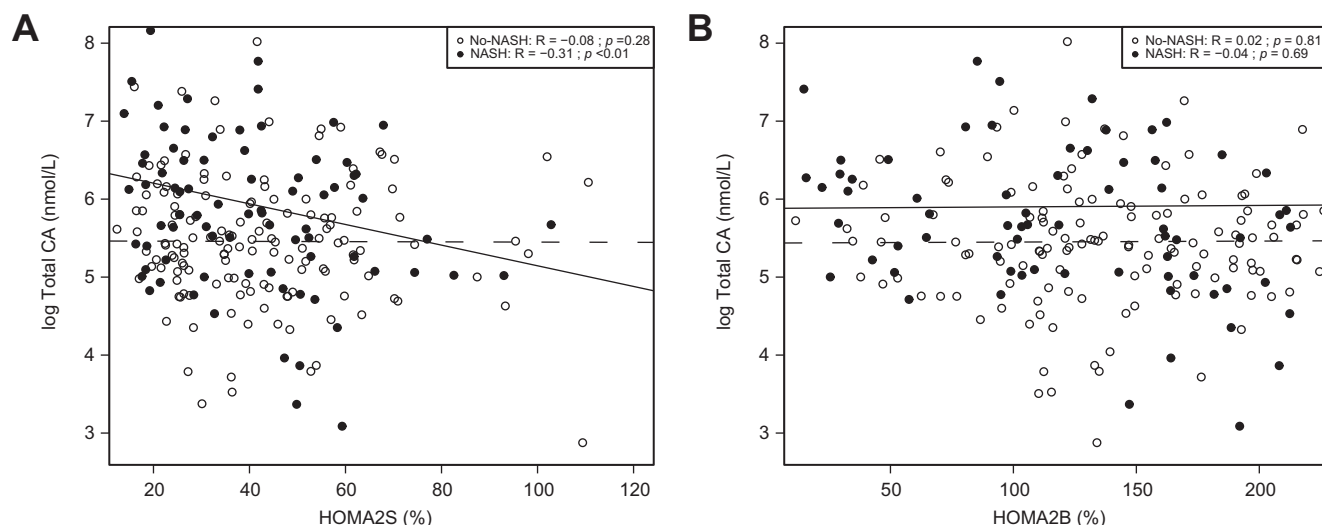 A
8
7
6
5
4
3
log Total CA (nmol/L)
No-NASH: R = −0.08 ; p =0.28
NASH: R = −0.31 ; p <0.01
20 40 60 80 100 120
HOMA2S (%)
B
8
7
6
5
4
3
log Total CA (nmol/L)
No-NASH: R = 0.02 ; p = 0.81
NASH: R = −0.04 ; p = 0.69
50 100 150 200
HOMA2B (%)